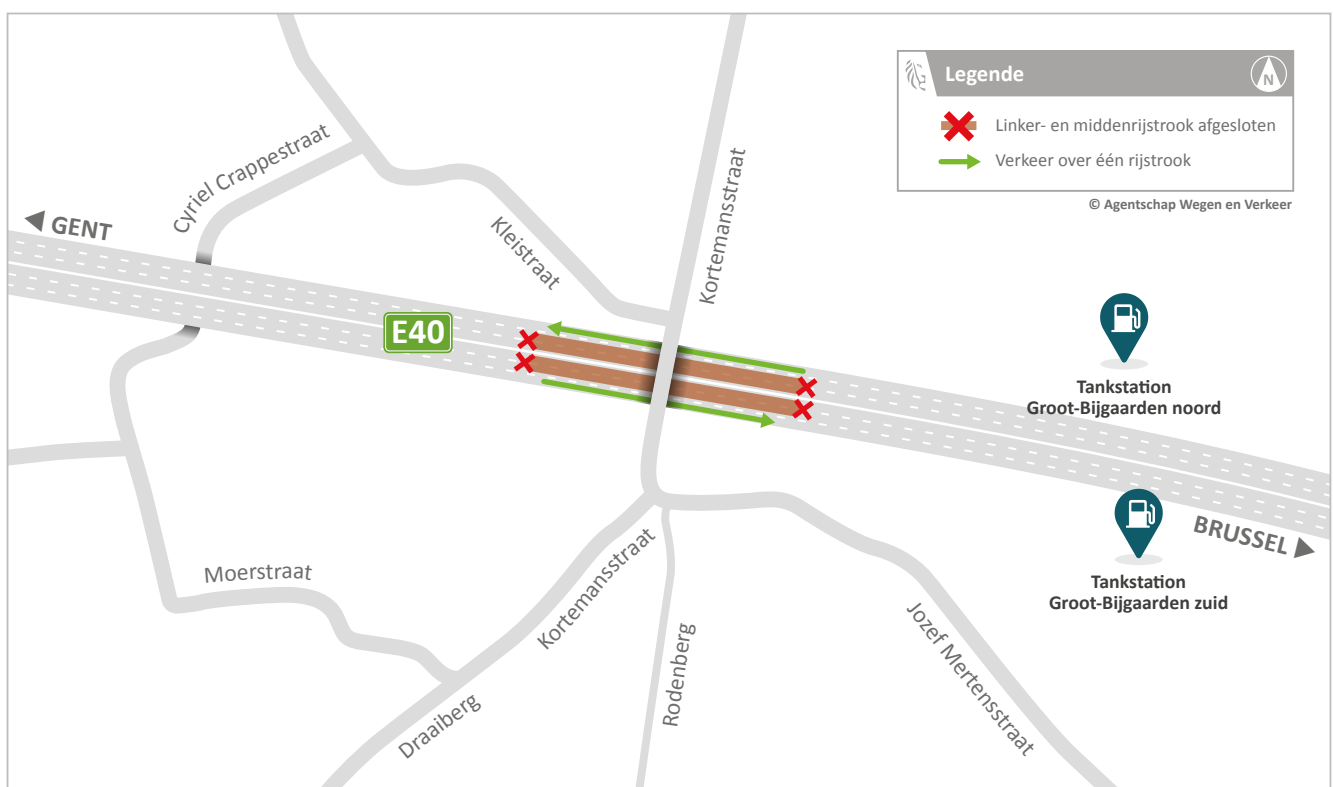 Legende
N
Linker- en middenrijstrook afgesloten
Verkeer over één rijstrook
© Agentschap Wegen en Verkeer
Cyriel Crappestraat
GENT
Kleistraat
Kortemansstraat
E40
Tankstation
Groot-Bijgaarden noord
BRUSSEL
Tankstation
Groot-Bijgaarden zuid
Moerstraat
Kortemansstraat
Rodenberg
Jozef Mertensstraat
Draaiberg